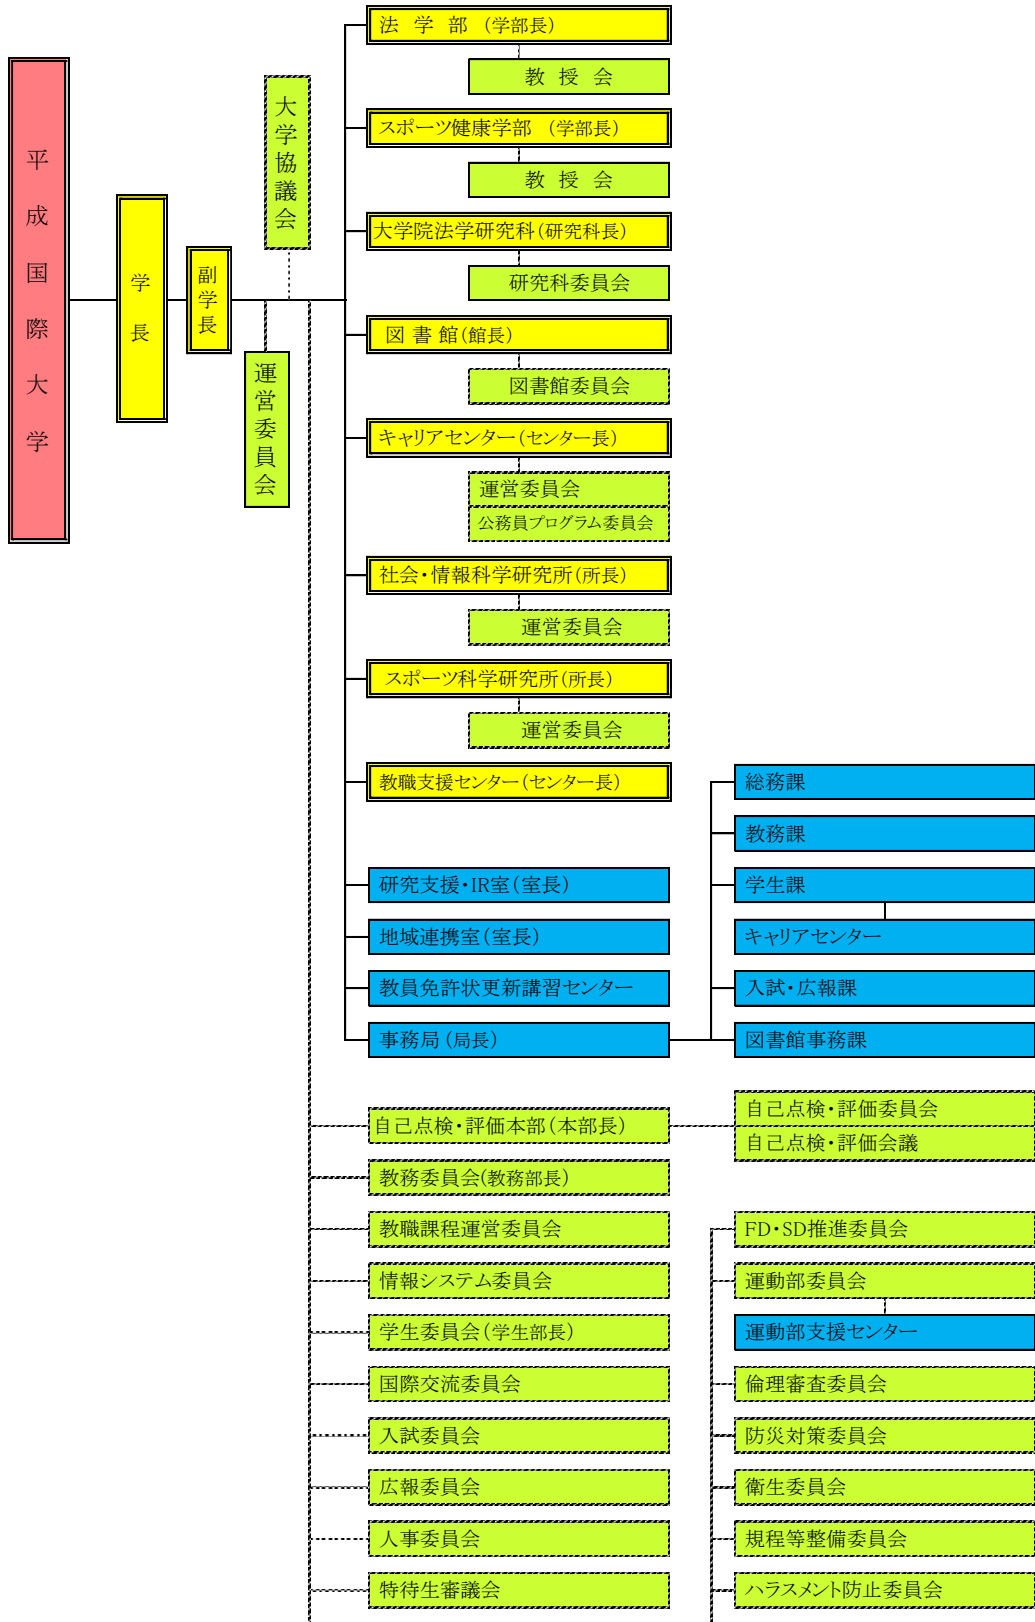 平成国際大学
学長
副学長
大学協議会
運営委員会
法 学 部 (学部長)
教 授 会
スポーツ健康学部 (学部長)
教 授 会
大学院法学研究科(研究科長)
研究科委員会
図 書 館(館長)
図書館委員会
キャリアセンター(センター長)
運営委員会
公務員プログラム委員会
社会・情報科学研究所(所長)
運営委員会
スポーツ科学研究所(所長)
運営委員会
教職支援センター(センター長)
研究支援・IR室(室長)
地域連携室(室長)
教員免許状更新講習センター
事務局(局長)
総務課
教務課
学生課
キャリアセンター
入試・広報課
図書館事務課
自己点検・評価本部(本部長)
自己点検・評価委員会
自己点検・評価会議
教務委員会(教務部長)
教職課程運営委員会
情報システム委員会
学生委員会(学生部長)
国際交流委員会
入試委員会
広報委員会
人事委員会
特待生審議会
FD・SD推進委員会
運動部委員会
運動部支援センター
倫理審査委員会
防災対策委員会
衛生委員会
規程等整備委員会
ハラスメント防止委員会